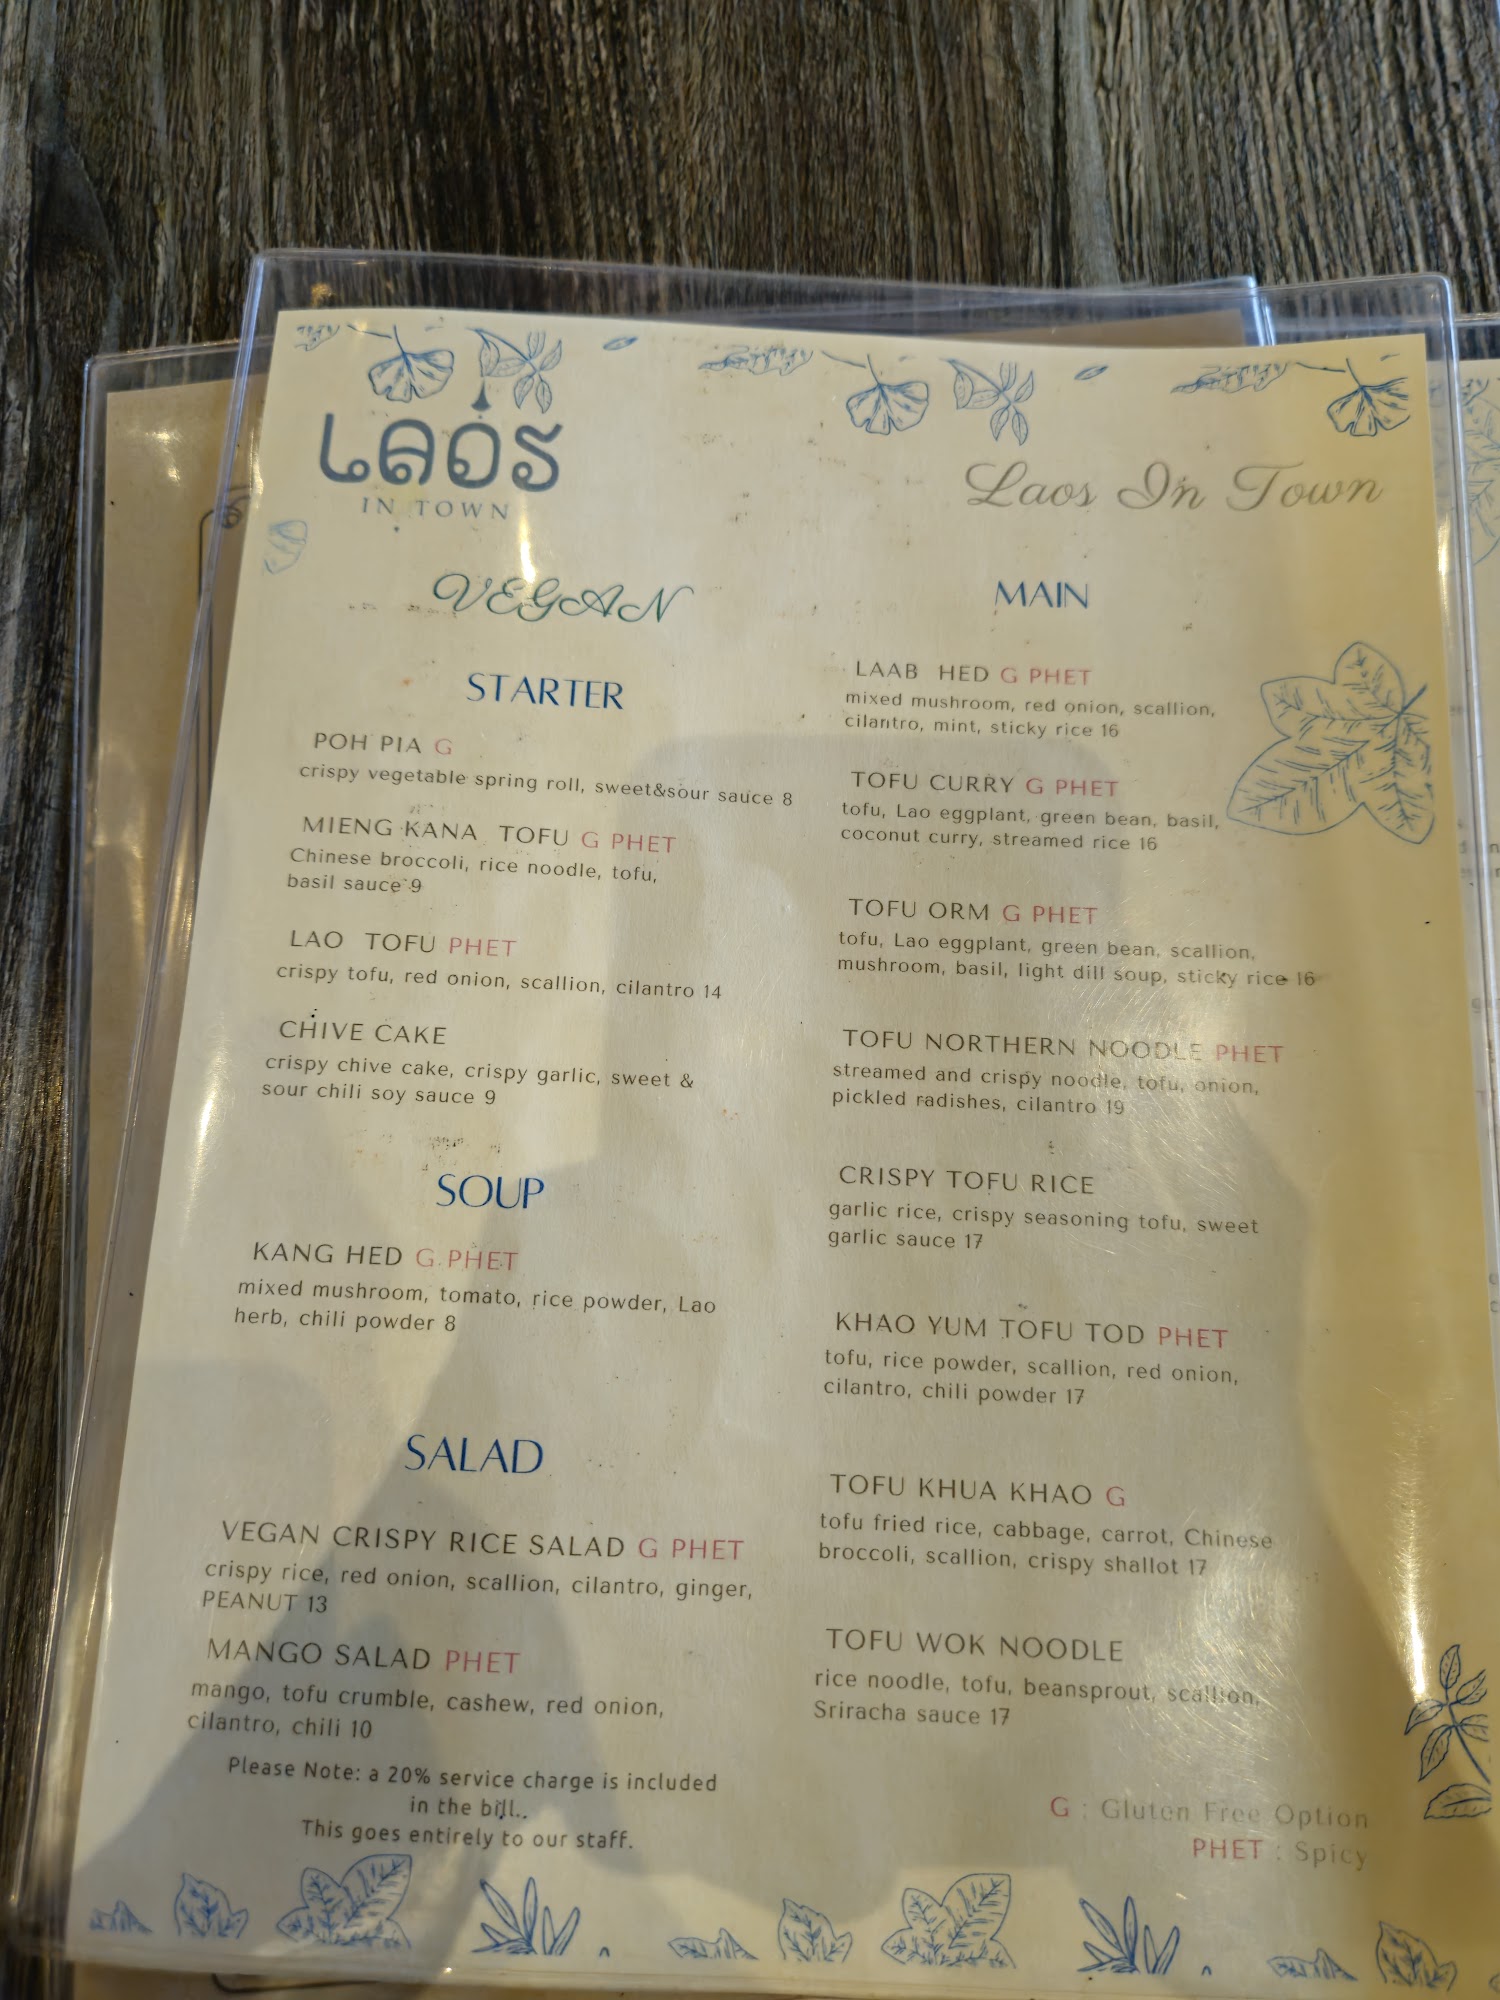 Laos
IN TOWN
Laos In Town
VEGAN
STARTER
POH PIA G
crispy vegetable spring roll, sweet&sour sauce 8
MIENG KANA TOFU G PHET
Chinese broccoli, rice noodle, tofu,
basil sauce 9
LAO TOFU PHET
crispy tofu, red onion, scallion, cilantro 14
CHIVE CAKE
crispy chive cake, crispy garlic, sweet &
sour chili soy sauce 9
SOUP
KANG HED G PHET
mixed mushroom, tomato, rice powder, Lao
herb, chili powder 8
SALAD
VEGAN CRISPY RICE SALAD G PHET
crispy rice, red onion, scallion, cilantro, ginger,
PEANUT 13
MANGO SALAD PHET
mango, tofu crumble, cashew, red onion,
cilantro, chili 10
Please Note: a 20% service charge is included
in the bill..
This goes entirely to our staff.
MAIN
LAAB HED G PHET
mixed mushroom, red onion, scallion,
cilantro, mint, sticky rice 16
TOFU CURRY G PHET
tofu, Lao eggplant, green bean, basil,
coconut curry, streamed rice 16
TOFU ORM G PHET
tofu, Lao eggplant, green bean, scallion,
mushroom, basil, light dill soup, sticky rice 16
TOFU NORTHERN NOODLE PHET
streamed and crispy noodle, tofu, onion,
pickled radishes, cilantro 19
CRISPY TOFU RICE
garlic rice, crispy seasoning tofu, sweet
garlic sauce 17
KHAO YUM TOFU TOD PHET
tofu, rice powder, scallion, red onion,
cilantro, chili powder 17
TOFU KHUA KHAO G
tofu fried rice, cabbage, carrot, Chinese
broccoli, scallion, crispy shallot 17
TOFU WOK NOODLE
rice noodle, tofu, beansprout, scallion,
Sriracha sauce 17
G : Gluten Free Option
PHET : Spicy